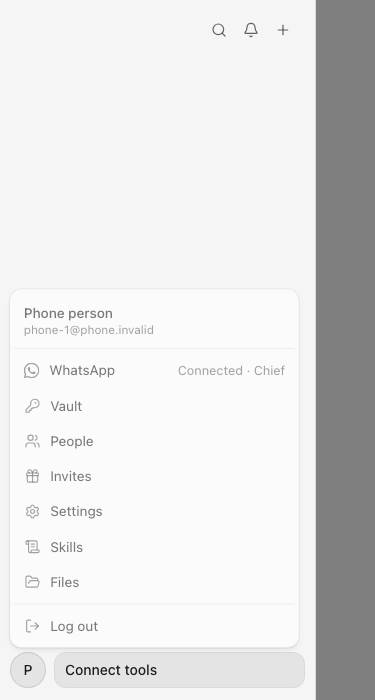 Phone person
phone-1@phone.invalid
WhatsApp Connected · Chief
Vault
People
Invites
Settings
Skills
Files
Log out
P Connect tools